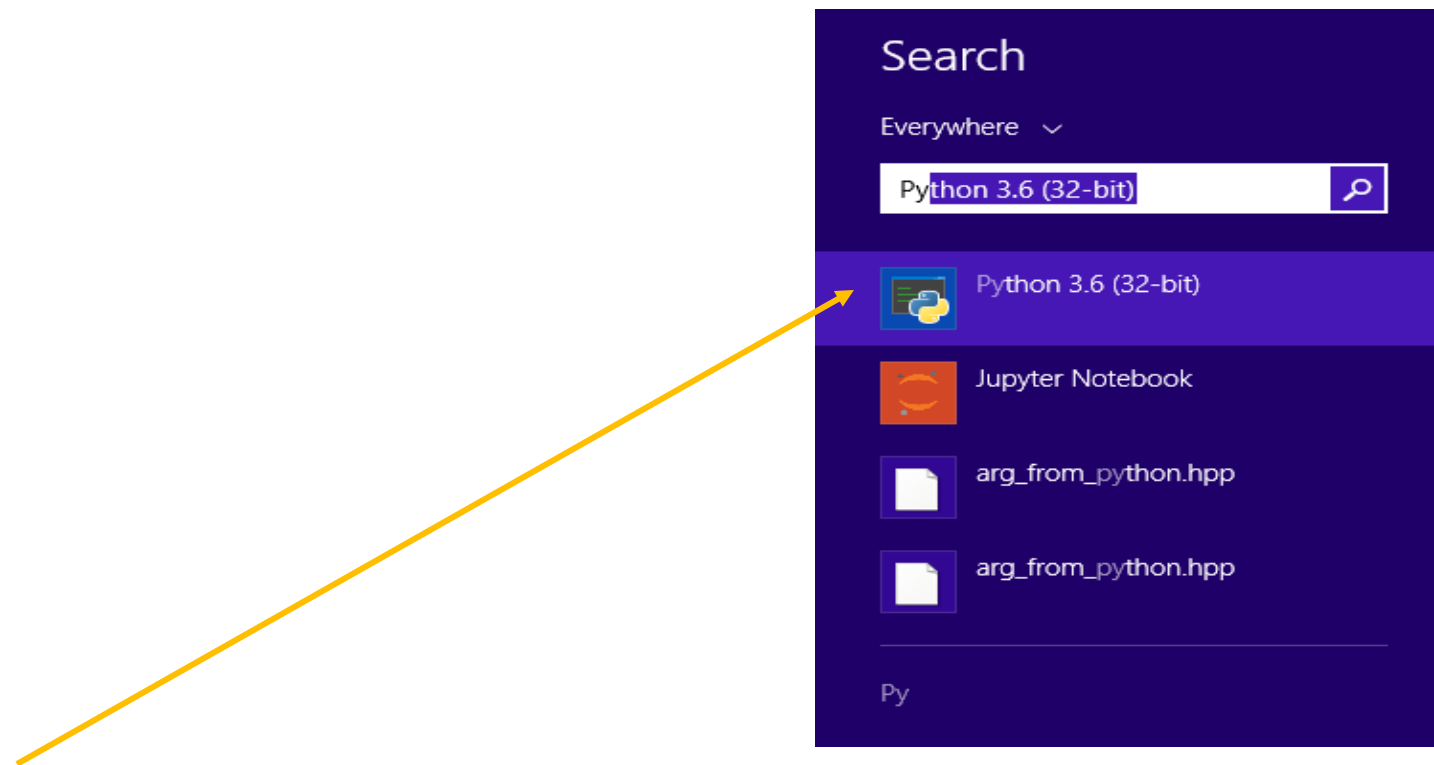 Search
Everywhere
Python 3.6 (32-bit)
Python 3.6 (32-bit)
Jupyter Notebook
arg_from_python.hpp
arg_from_python.hpp
Py